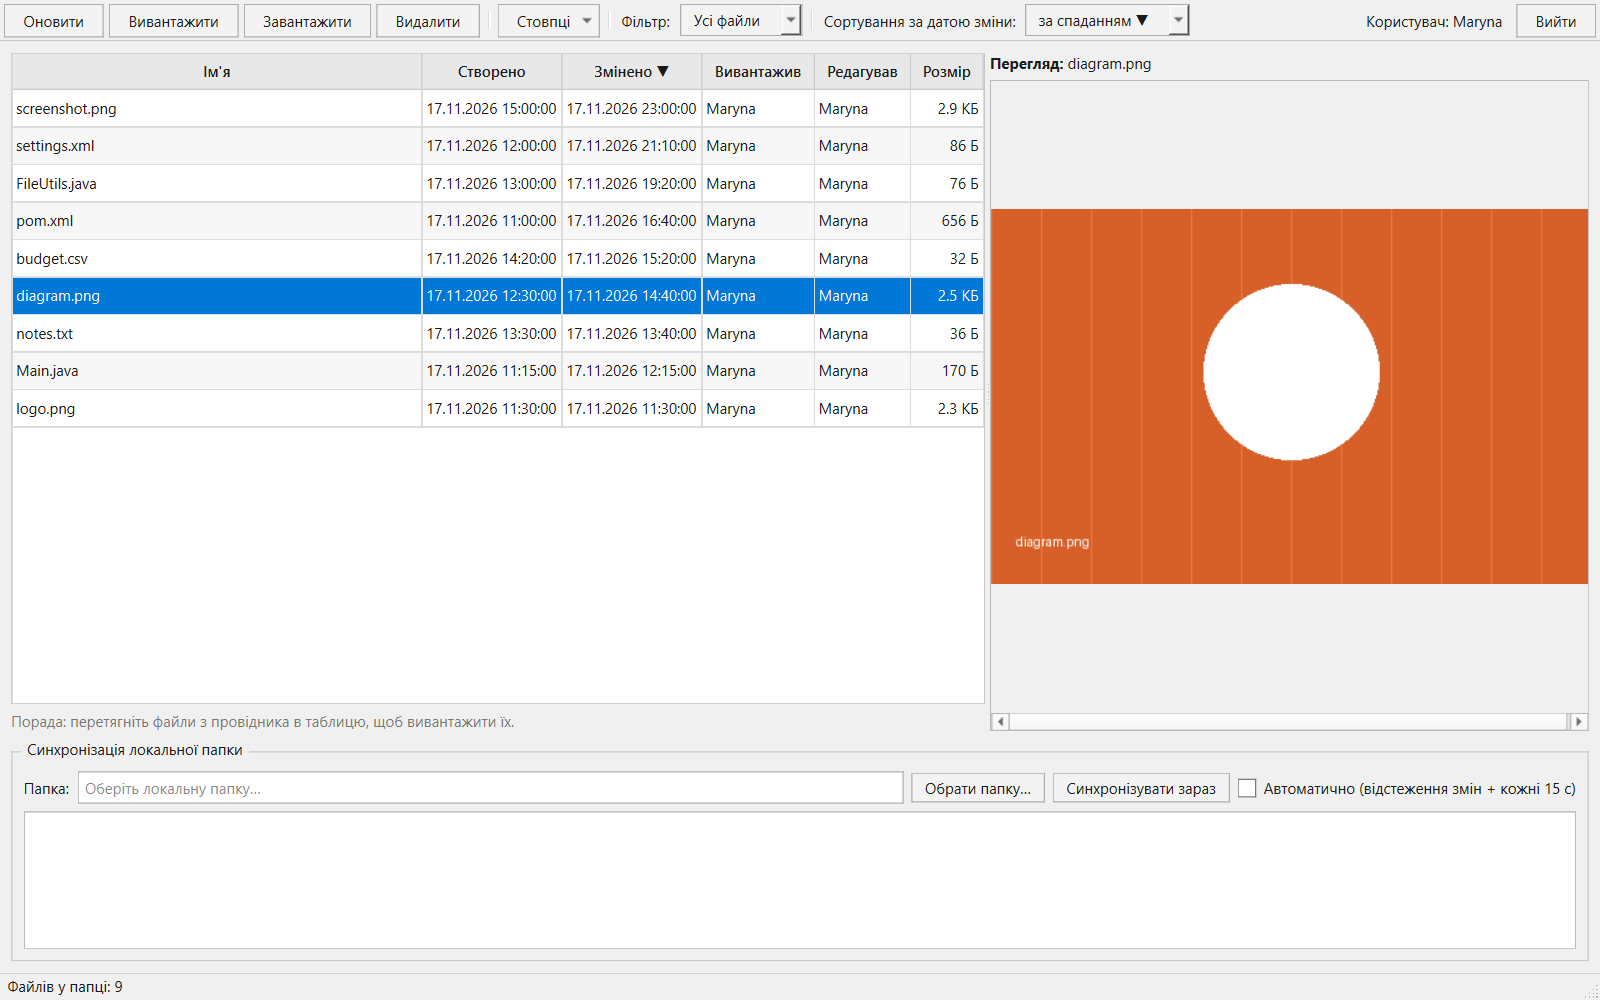 Оновити Вивантажити Завантажити Видалити Стовпці Фільтр: Усі файли Сортування за датою зміни: за спаданням ▼ Користувач: Maryna Вийти
Ім'я Створено Змінено ▼ Вивантажив Редагував Розмір
screenshot.png 17.11.2026 15:00:00 17.11.2026 23:00:00 Maryna Maryna 2.9 КБ
settings.xml 17.11.2026 12:00:00 17.11.2026 21:10:00 Maryna Maryna 86 Б
FileUtils.java 17.11.2026 13:00:00 17.11.2026 19:20:00 Maryna Maryna 76 Б
pom.xml 17.11.2026 11:00:00 17.11.2026 16:40:00 Maryna Maryna 656 Б
budget.csv 17.11.2026 14:20:00 17.11.2026 15:20:00 Maryna Maryna 32 Б
diagram.png 17.11.2026 12:30:00 17.11.2026 14:40:00 Maryna Maryna 2.5 КБ
notes.txt 17.11.2026 13:30:00 17.11.2026 13:40:00 Maryna Maryna 36 Б
Main.java 17.11.2026 11:15:00 17.11.2026 12:15:00 Maryna Maryna 170 Б
logo.png 17.11.2026 11:30:00 17.11.2026 11:30:00 Maryna Maryna 2.3 КБ
Порада: перетягніть файли з провідника в таблицю, щоб вивантажити їх.
Перегляд: diagram.png
diagram.png
Синхронізація локальної папки
Папка: Оберіть локальну папку... Обрати папку... Синхронізувати зараз Автоматично (відстеження змін + кожні 15 с)
Файлів у папці: 9